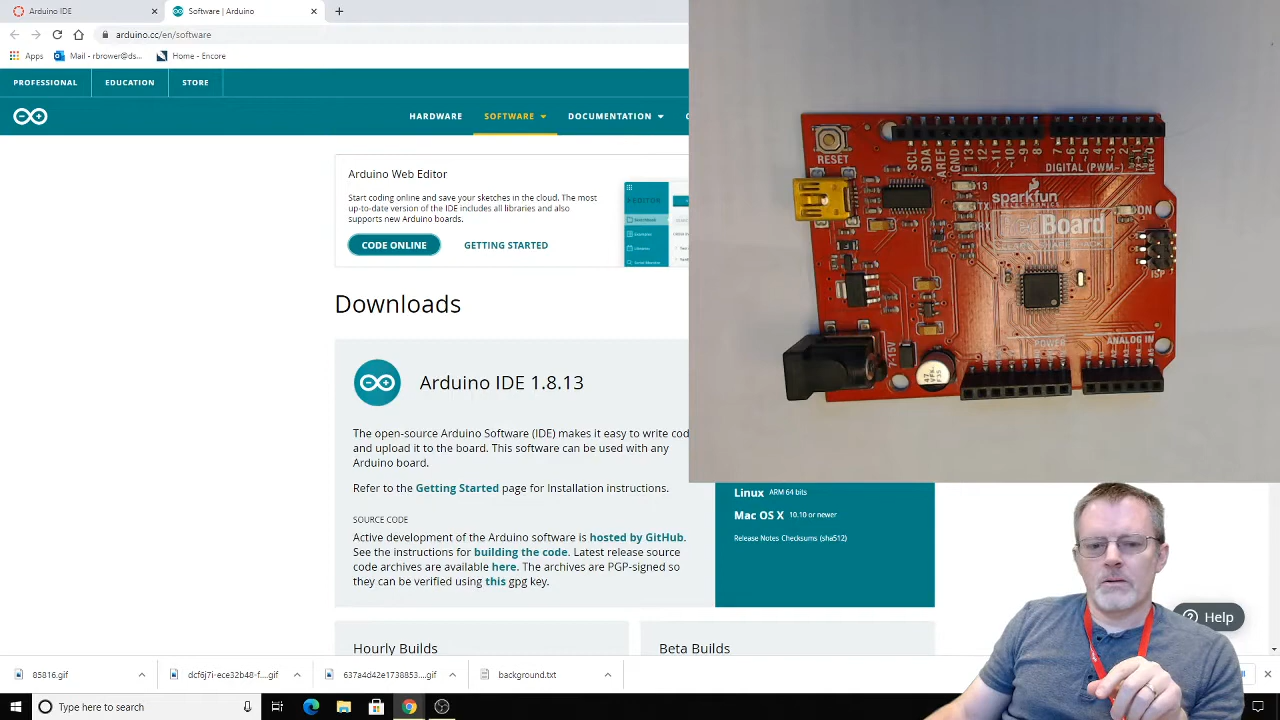 Arduino IDE
Software | Arduino
arduino.cc/en/software
Apps
Mail - rbrower@ds...
Home - Encore
PROFESSIONAL
EDUCATION
STORE
HARDWARE
SOFTWARE
DOCUMENTATION
Arduino Web Editor
Start coding online and save your sketches in the cloud. The most
up-to-date version of the IDE includes all libraries and also
supports new Arduino boards.
CODE ONLINE
GETTING STARTED
Downloads
Arduino IDE 1.8.13
The open-source Arduino Software (IDE) makes it easy to write cod
and upload it to the board. This software can be used with any
Arduino board.
Refer to the Getting Started page for Installation instructions.
SOURCE CODE
Active development of the Arduino software is hosted by GitHub.
See the instructions for building the code. Latest release source
code archives are available here. The archives are PGP-signed so
they can be verified using this gpg key.
Linux ARM 64 bits
Mac OS X 10.10 or newer
Release Notes Checksums (sha512)
Hourly Builds
Beta Builds
Help
RESET
SCL
SDA
AREF
GND
13
12
~11
~10
~9
8
7
~6
~5
4
~3
2
DIGITAL (PWM~)
13
TX
RX
sparkfun
ELECTRONICS
RedBoard
ON
ISP
7-15V
POWER
ANALOG IN
85816.gif
dcf6j7i-ece32b48-f....gif
637a4042e1738853....gif
background.txt
Type here to search